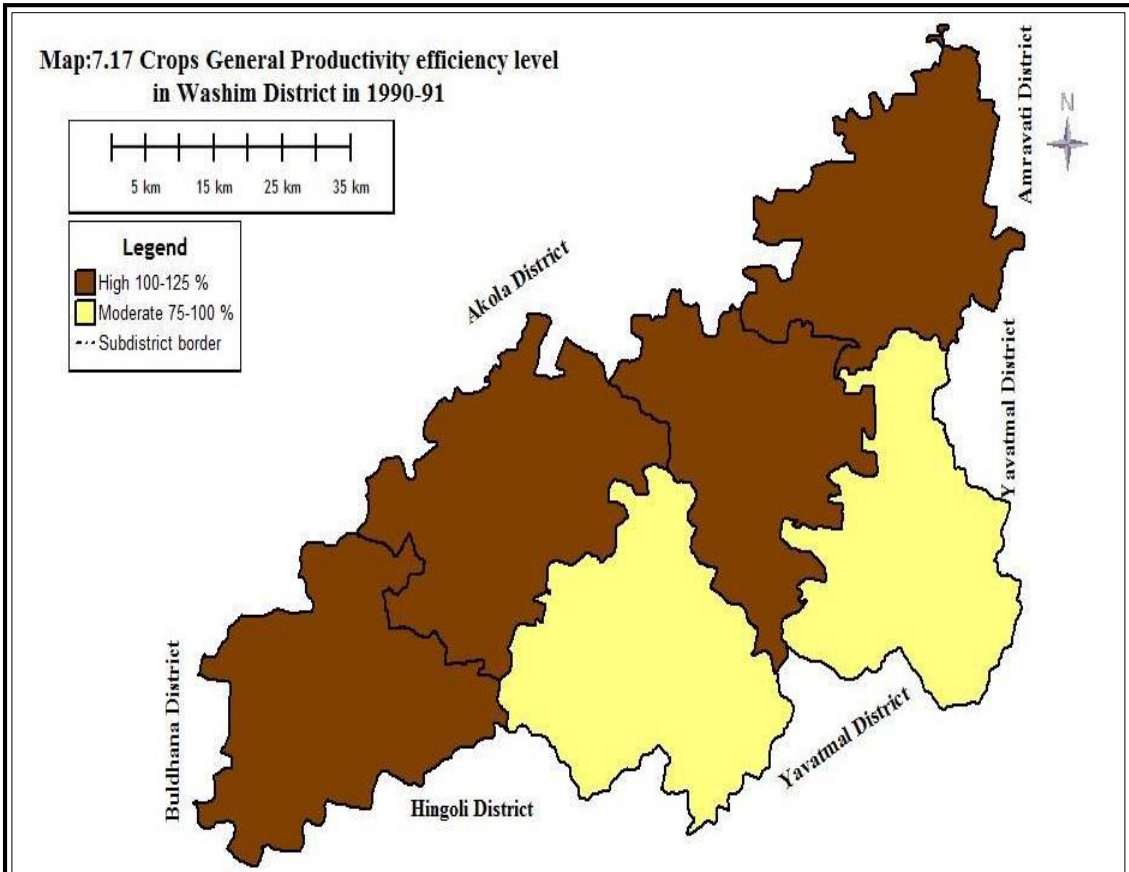 Map:7.17 Crops General Productivity efficiency level
in Washim District in 1990-91
5 km 15 km 25 km 35 km
Legend
High 100-125 %
Moderate 75-100 %
Subdistrict border
N
Amravati District
Akola District
Yavatmal District
Buldhana District
Yavatmal District
Hingoli District